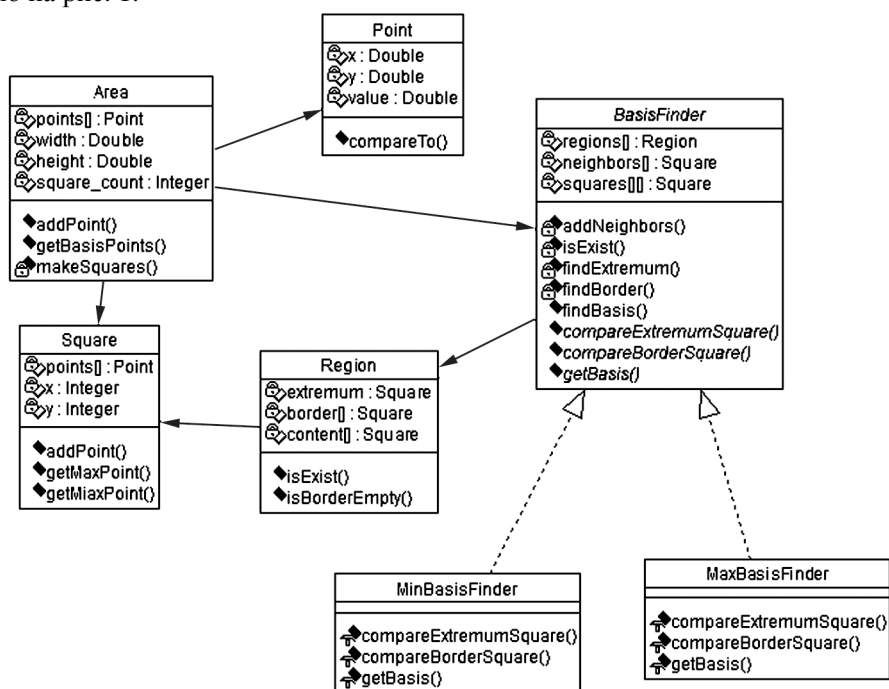 на рис. 1.
Point
x : Double
y : Double
value : Double
compareTo()
Area
points[] : Point
width : Double
height : Double
square_count : Integer
addPoint()
getBasisPoints()
makeSquares()
BasisFinder
regions[] : Region
neighbors[] : Square
squares[][] : Square
addNeighbors()
isExist()
findExtremum()
findBorder()
findBasis()
compareExtremumSquare()
compareBorderSquare()
getBasis()
Square
points[] : Point
x : Integer
y : Integer
addPoint()
getMaxPoint()
getMiaxPoint()
Region
extremum : Square
border[] : Square
content[] : Square
isExist()
isBorderEmpty()
MinBasisFinder
compareExtremumSquare()
compareBorderSquare()
getBasis()
MaxBasisFinder
compareExtremumSquare()
compareBorderSquare()
getBasis()